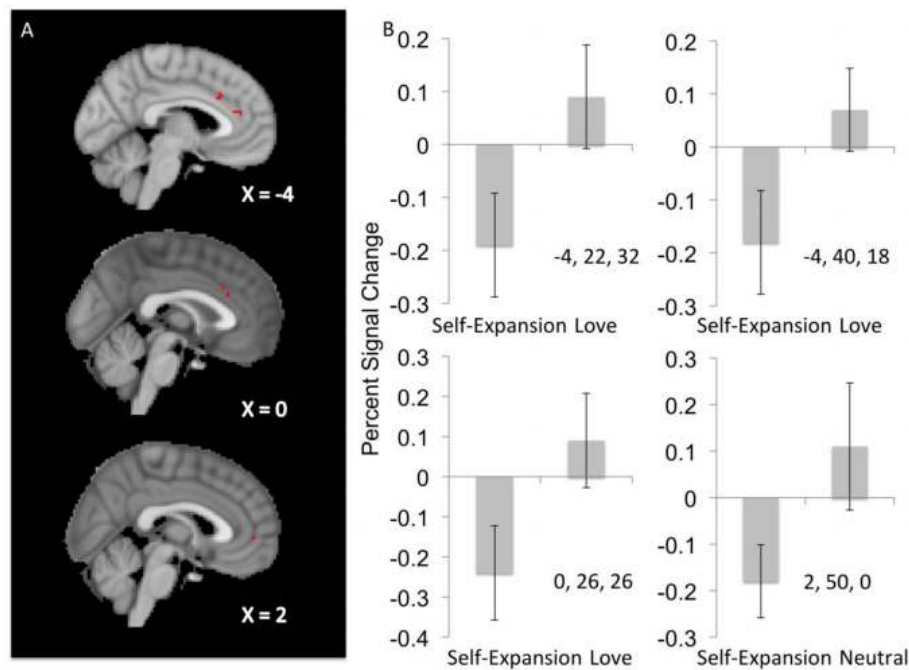 A
X = -4
X = 0
X = 2
B
Percent Signal Change
0.2
0.1
0
-0.1
-0.2
-0.3
-4, 22, 32
Self-Expansion Love
0.2
0.1
0
-0.1
-0.2
-0.3
-4, 40, 18
Self-Expansion Love
0.3
0.2
0.1
0
-0.1
-0.2
-0.3
-0.4
0, 26, 26
Self-Expansion Love
0.3
0.2
0.1
0
-0.1
-0.2
-0.3
2, 50, 0
Self-Expansion Neutral